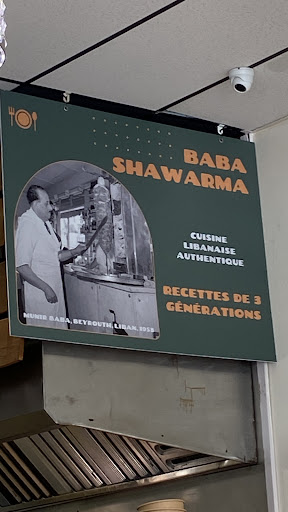 BABA
SHAWARMA
CUISINE
LIBANAISE
AUTHENTIQUE
RECETTES DE 3
GÉNÉRATIONS
MUNIR BABA, BEYROUTH, LIBAN, 1958